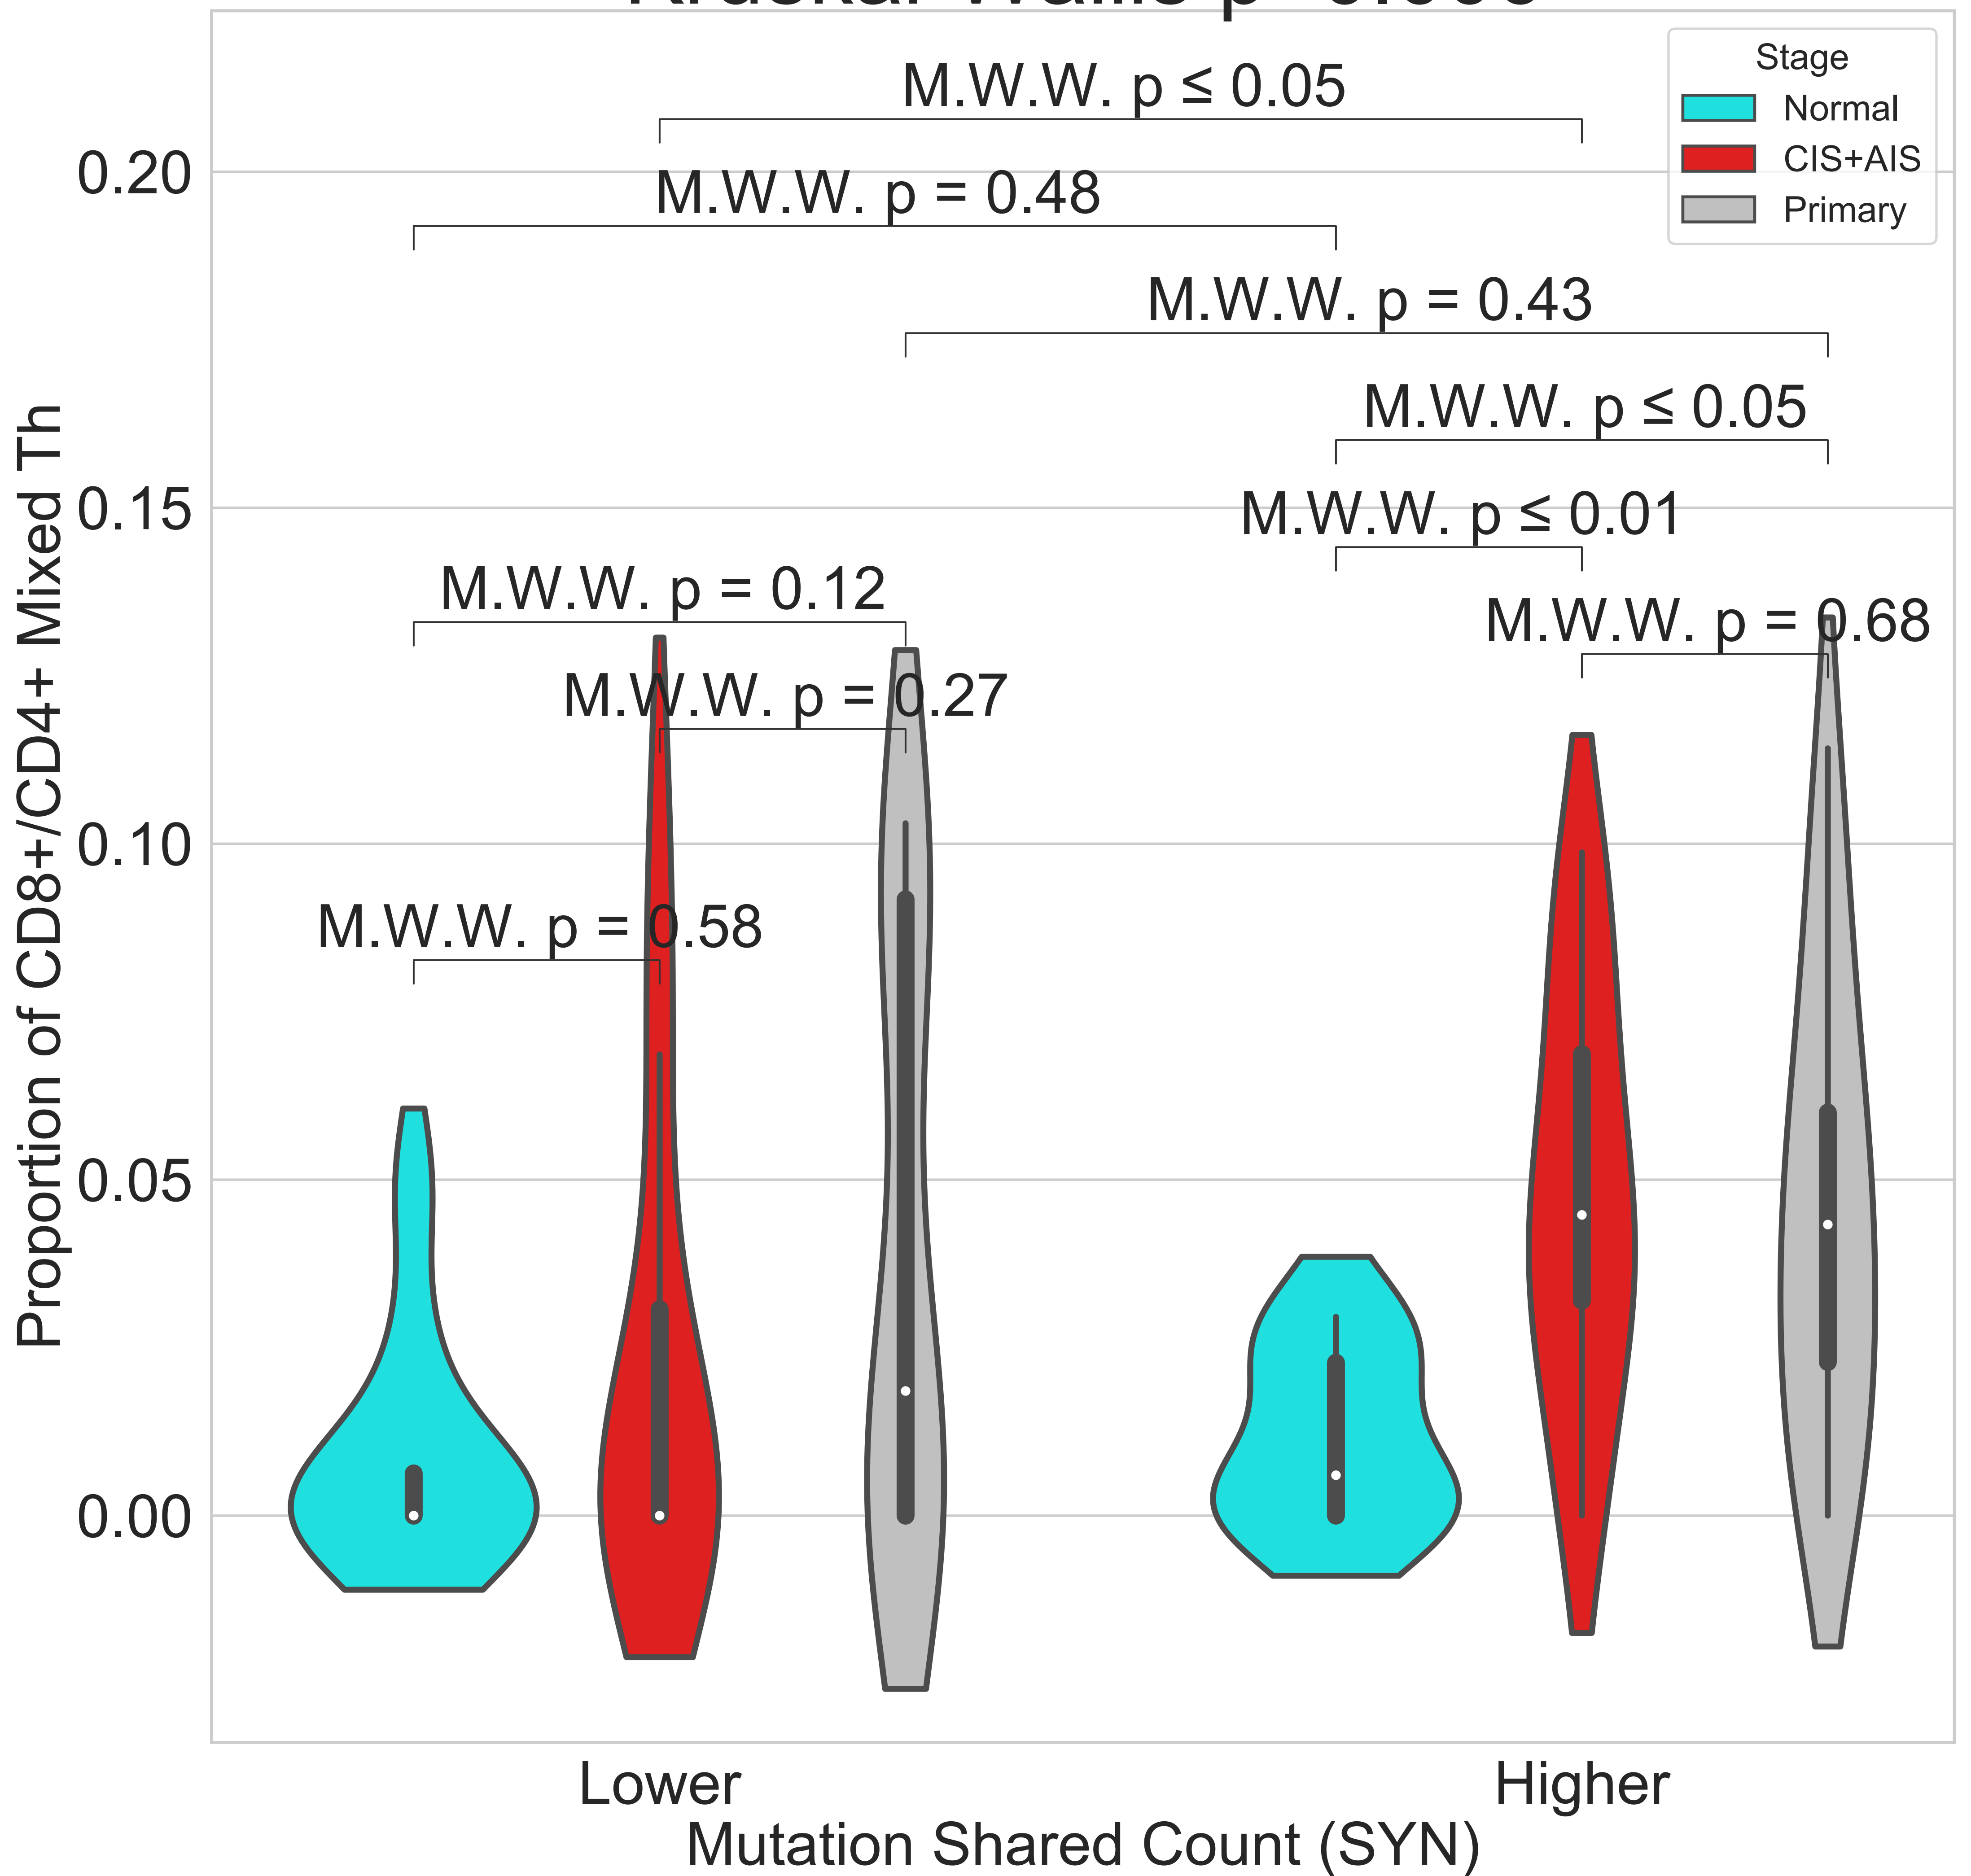 M.W.W. p ≤ 0.05
Stage
Normal
CIS+AIS
Primary
0.20
M.W.W. p = 0.48
M.W.W. p = 0.43
M.W.W. p ≤ 0.05
0.15
M.W.W. p ≤ 0.01
M.W.W. p = 0.12
M.W.W. p = 0.68
M.W.W. p = 0.27
0.10
M.W.W. p = 0.58
0.05
0.00
Proportion of CD8+/CD4+ Mixed Th
Lower
Higher
Mutation Shared Count (SYN)